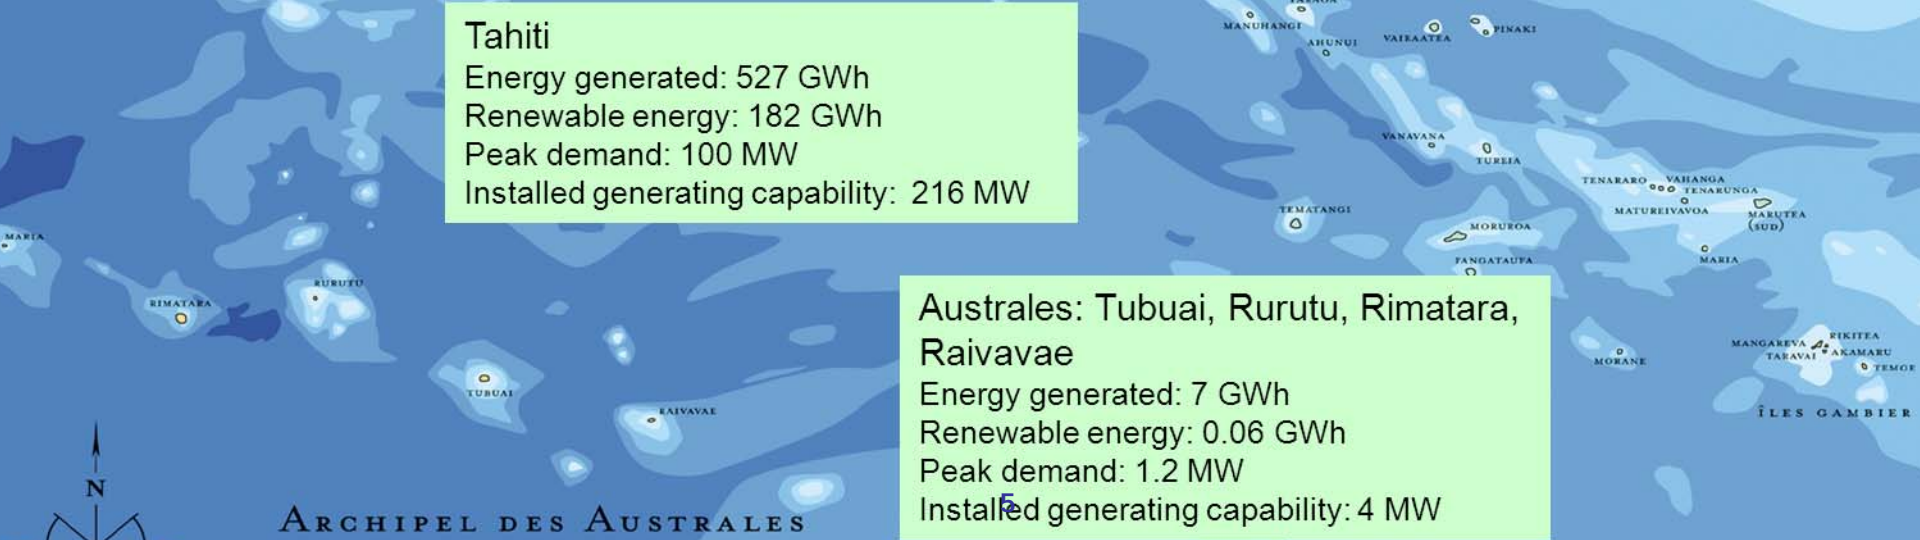 Tahiti
Energy generated: 527 GWh
Renewable energy: 182 GWh
Peak demand: 100 MW
Installed generating capability: 216 MW
MANUHANGI
AHUNUI
VAIRAATEA
PINAKI
VANAVANA
TUREIA
TENARARO
VAHANGA
TENARUNGA
MATUREIVAVOA
MARUTEA
(SUD)
TEMATANGI
MORUROA
FANGATAUFA
MARIA
MARIA
RIMATARA
RURUTU
TUBUAI
RAIVAVAE
Australes: Tubuai, Rurutu, Rimatara,
Raivavae
Energy generated: 7 GWh
Renewable energy: 0.06 GWh
Peak demand: 1.2 MW
Installed generating capability: 4 MW
5
MORANE
MANGAREVA
RIKITEA
TARAVAI
AKAMARU
TEMOE
ÎLES GAMBIER
N
ARCHIPEL DES AUSTRALES